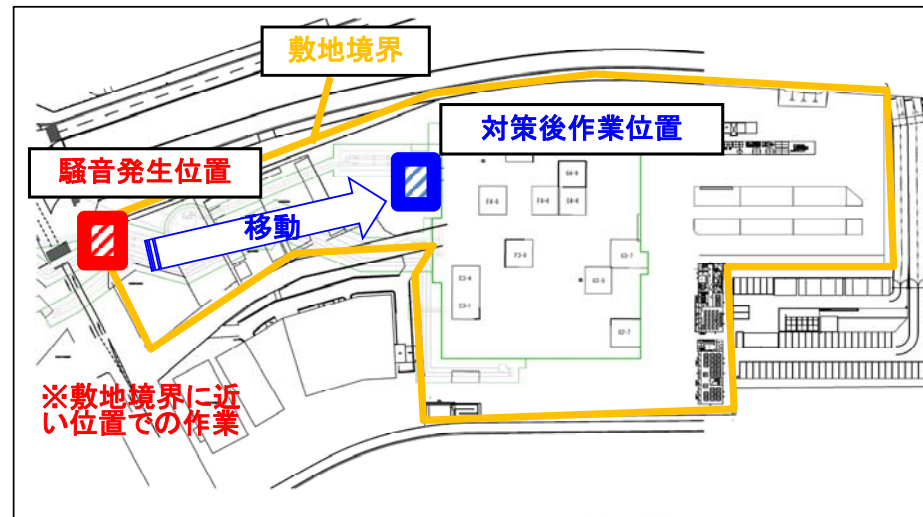 敷地境界
対策後作業位置
騒音発生位置
移動
※敷地境界に近
い位置での作業